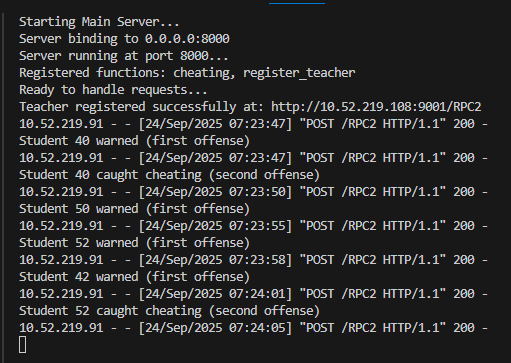 Starting Main Server...
Server binding to 0.0.0.0:8000
Server running at port 8000...
Registered functions: cheating, register_teacher
Ready to handle requests...
Teacher registered successfully at: http://10.52.219.108:9001/RPC2
10.52.219.91 - - [24/Sep/2025 07:23:47] "POST /RPC2 HTTP/1.1" 200 -
Student 40 warned (first offense)
10.52.219.91 - - [24/Sep/2025 07:23:47] "POST /RPC2 HTTP/1.1" 200 -
Student 40 caught cheating (second offense)
10.52.219.91 - - [24/Sep/2025 07:23:50] "POST /RPC2 HTTP/1.1" 200 -
Student 50 warned (first offense)
10.52.219.91 - - [24/Sep/2025 07:23:55] "POST /RPC2 HTTP/1.1" 200 -
Student 52 warned (first offense)
10.52.219.91 - - [24/Sep/2025 07:23:58] "POST /RPC2 HTTP/1.1" 200 -
Student 42 warned (first offense)
10.52.219.91 - - [24/Sep/2025 07:24:01] "POST /RPC2 HTTP/1.1" 200 -
Student 52 caught cheating (second offense)
10.52.219.91 - - [24/Sep/2025 07:24:05] "POST /RPC2 HTTP/1.1" 200 -